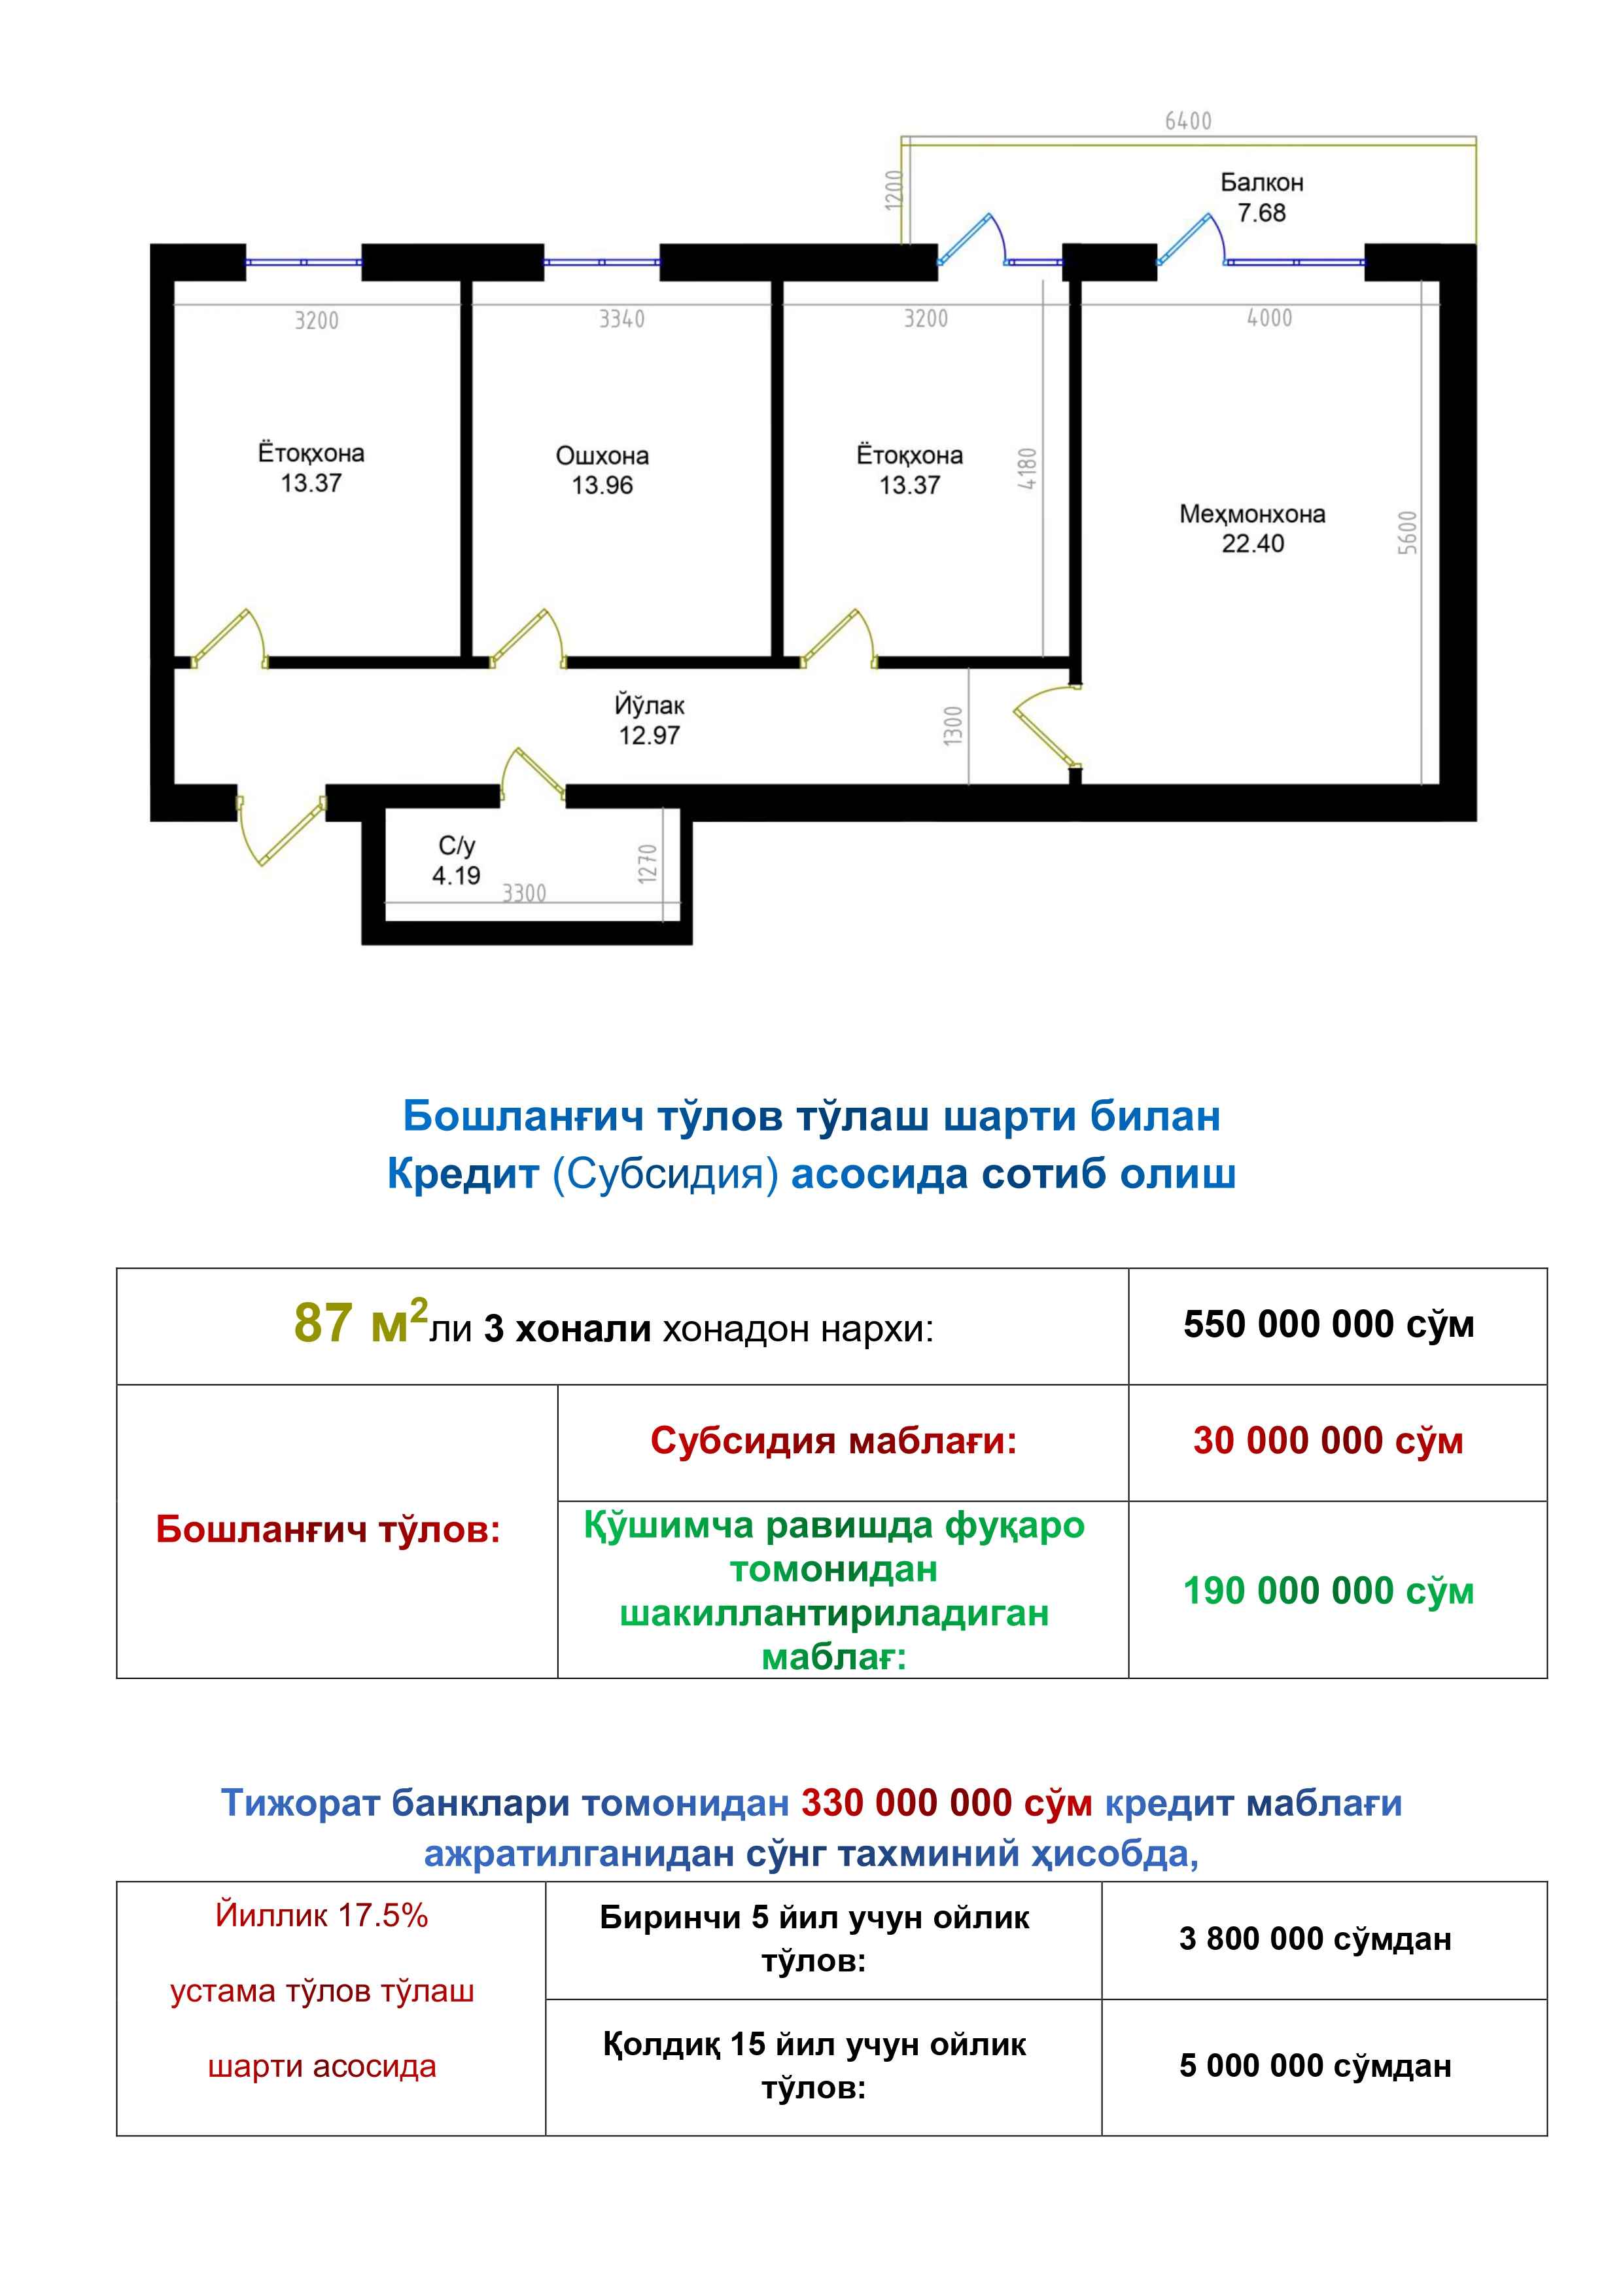 6400
1200
Балкон
7.68
3200
3340
3200
4000
Ётоқхона
13.37
Ошхона
13.96
Ётоқхона
13.37
4180
Меҳмонхона
22.40
5600
Йўлак
12.97
1300
С/у
4.19
3300
1270
Бошланғич тўлов тўлаш шарти билан
Кредит (Субсидия) асосида сотиб олиш
87 м²ли 3 хонали хонадон нархи:
550 000 000 сўм
Бошланғич тўлов:
Субсидия маблағи:
30 000 000 сўм
Қўшимча равишда фуқаро
томонидан
шакиллантириладиган
маблағ:
190 000 000 сўм
Тижорат банклари томонидан 330 000 000 сўм кредит маблағи
ажратилганидан сўнг тахминий ҳисобда,
Йиллик 17.5%
устама тўлов тўлаш
шарти асосида
Биринчи 5 йил учун ойлик
тўлов:
3 800 000 сўмдан
Қолдиқ 15 йил учун ойлик
тўлов:
5 000 000 сўмдан